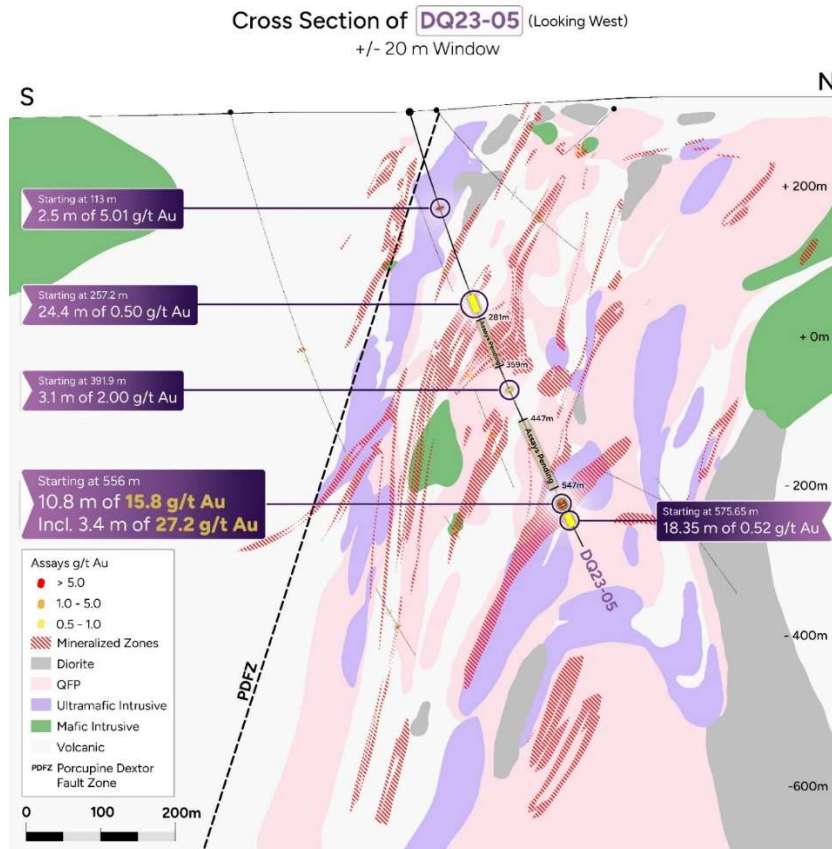 Cross Section of DQ23-05 (Looking West)
+/- 20 m Window
S
N
Starting at 113 m
2.5 m of 5.01 g/t Au
+ 200m
Starting at 257.2 m
24.4 m of 0.50 g/t Au
281m
Assays Pending
+ 0m
359m
Starting at 391.9 m
3.1 m of 2.00 g/t Au
447m
Assays Pending
547m
- 200m
Starting at 556 m
10.8 m of 15.8 g/t Au
Incl. 3.4 m of 27.2 g/t Au
Starting at 575.65 m
18.35 m of 0.52 g/t Au
DQ23-05
Assays g/t Au
> 5.0
1.0 - 5.0
0.5 - 1.0
Mineralized Zones
Diorite
QFP
Ultramafic Intrusive
Mafic Intrusive
Volcanic
PDFZ Porcupine Dextor
Fault Zone
- 400m
PDFZ
-600m
0 100 200m